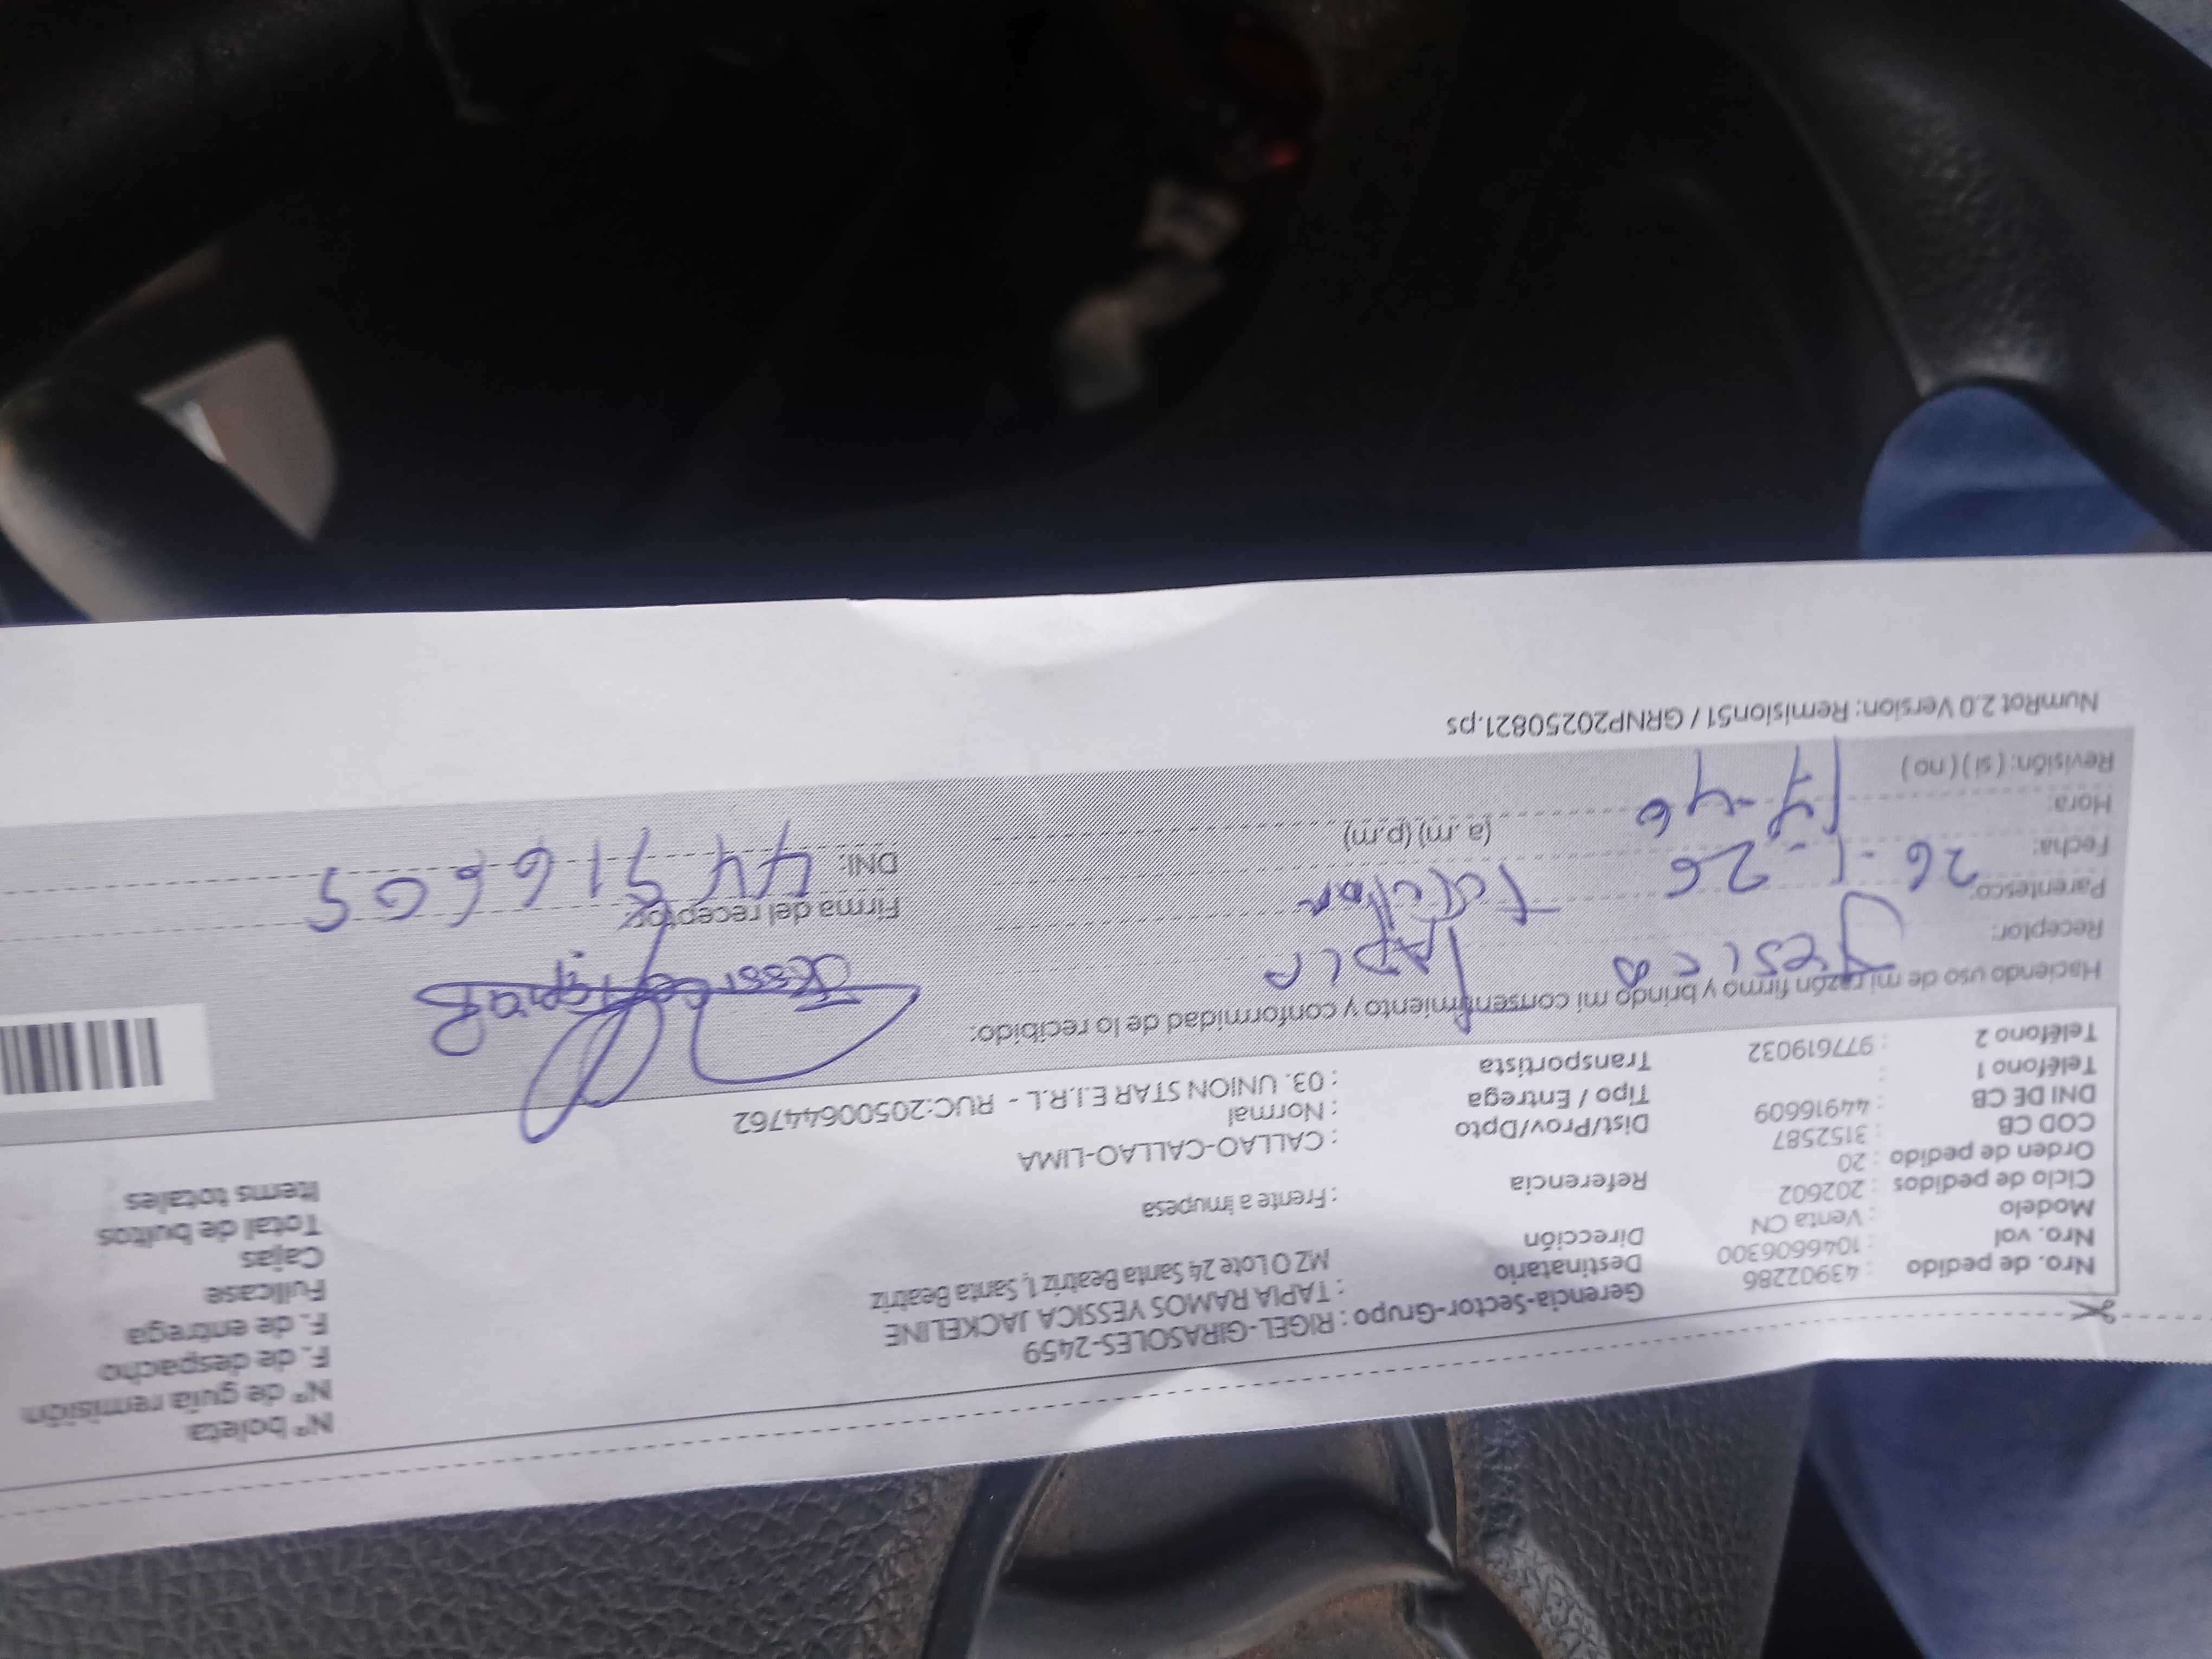 Gerencia-Sector-Grupo : RIGEL-GIRASOLES-2459
Nro. de pedido : 43902286
Nro. vol : 1046606300
Modelo : Venta CN
Ciclo de pedidos : 202602
Orden de pedido : 20
COD CB : 3152587
DNI DE CB : 44916609
Teléfono 1 :
Teléfono 2 : 977619032
Destinatario : TAPIA RAMOS YESSICA JACKELINE
Dirección MZ O Lote 24 Santa Beatriz 1, Santa Beatriz
Referencia : Frente a imupesa
Dist/Prov/Dpto : CALLAO-CALLAO-LIMA
Tipo / Entrega : Normal
Transportista : 03. UNION STAR E.I.R.L - RUC:20500644762
N° boleta
N° de guía remisión
F. de despacho
F. de entrega
Fullcase
Cajas
Total de bultos
Items totales
Haciendo uso de mi razón firmo y brindo mi consentimiento y conformidad de lo recibido:
Receptor: Yesica Tapia
Parentesco:
Fecha: 26-1-26
Hora: 17-46 (a.m) (p.m)
Revisión: ( si ) ( no )
Firma del receptor
DNI:
NumRot 2.0 Version: Remision51 / GRNP20250821.ps